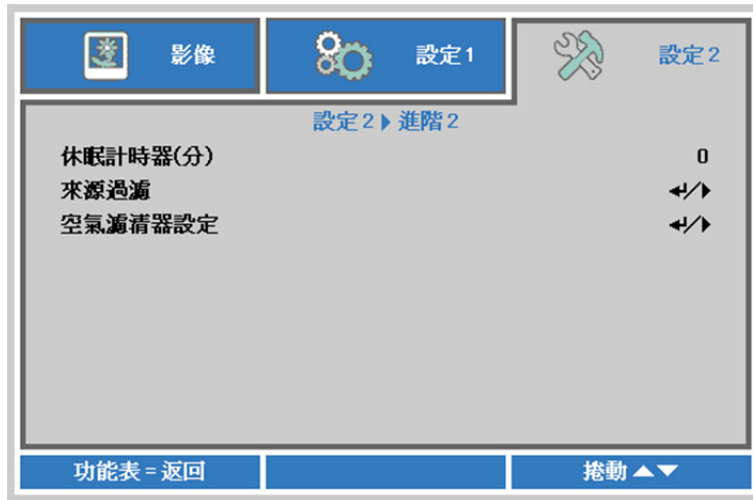 影像
設定1
設定2
設定2▶進階2
休眠計時器(分) 0
來源過濾 ↵/▶
空氣濾清器設定 ↵/▶
功能表=返回
捲動▲▼